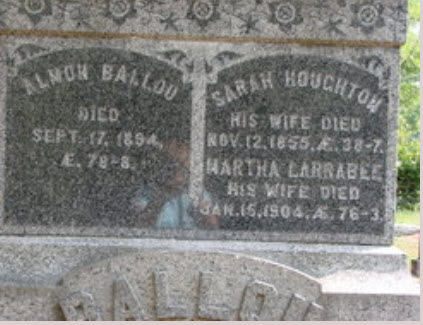 ALMON BALLOU
DIED
SEPT. 17, 1894,
Æ. 78-8.
SARAH HOUGHTON
HIS WIFE DIED
NOV. 12, 1855, Æ. 38-7.
MARTHA LARRABEE
HIS WIFE DIED
JAN. 15, 1904, Æ. 76-3.
BALLOU